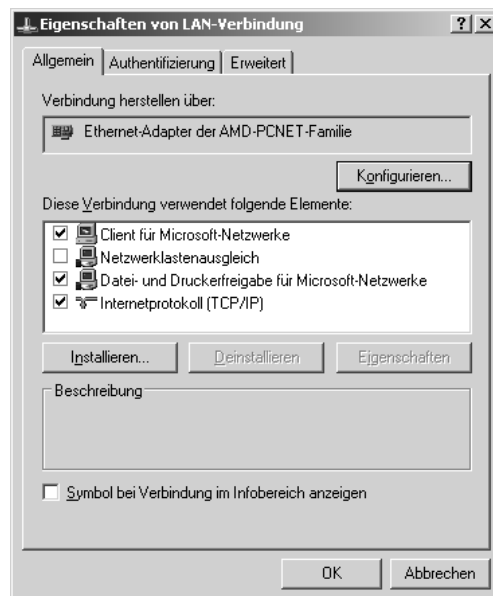 Eigenschaften von LAN-Verbindung
Allgemein Authentifizierung Erweitert
Verbindung herstellen über:
Ethernet-Adapter der AMD-PCNET-Familie
Konfigurieren...
Diese Verbindung verwendet folgende Elemente:
Client für Microsoft-Netzwerke
Netzwerklastenausgleich
Datei- und Druckerfreigabe für Microsoft-Netzwerke
Internetprotokoll (TCP/IP)
Installieren... Deinstallieren Eigenschaften
Beschreibung
Symbol bei Verbindung im Infobereich anzeigen
OK Abbrechen